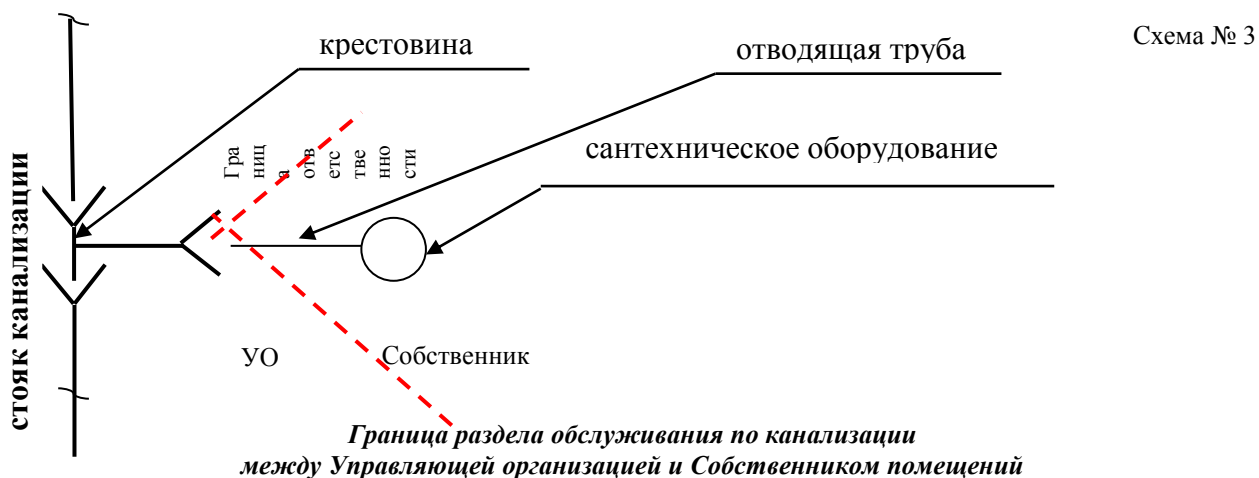 Схема № 3
крестовина
отводящая труба
сантехническое оборудование
Гра
ниц
а
отв
етс
тве
нно
сти
стояк канализации
УО
Собственник
Граница раздела обслуживания по канализации
между Управляющей организацией и Собственником помещений